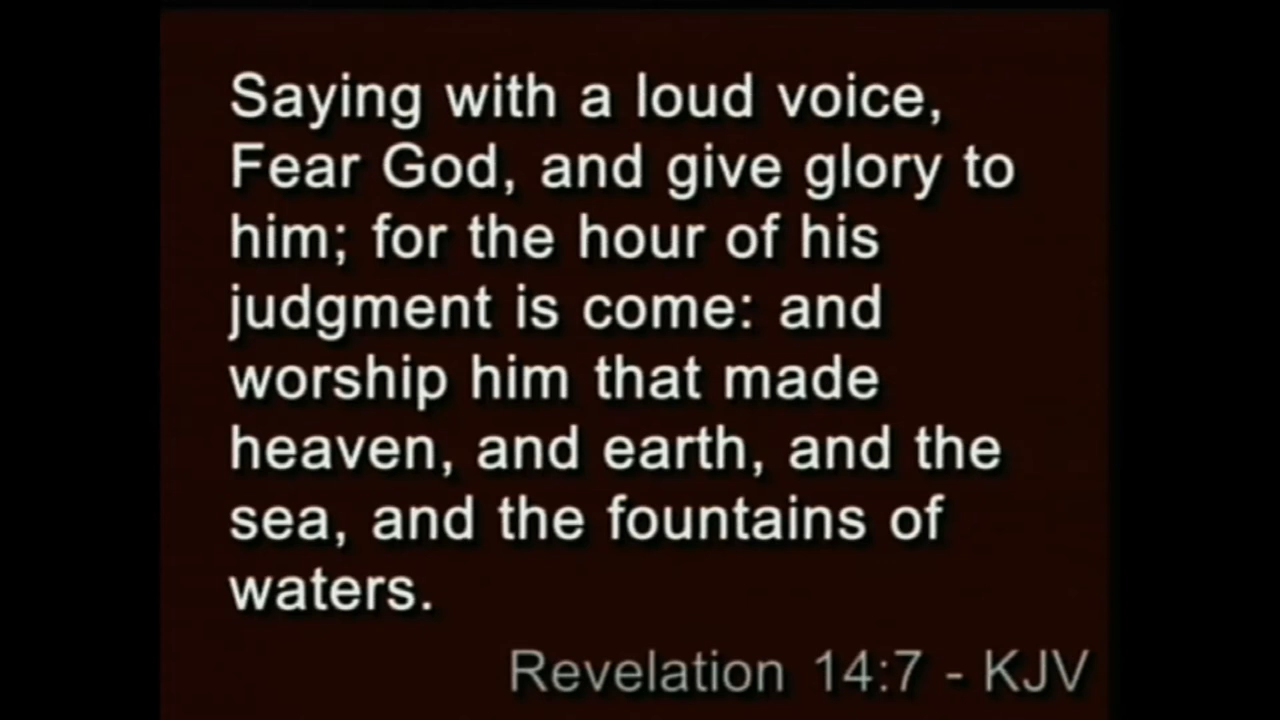 Saying with a loud voice,
Fear God, and give glory to
him; for the hour of his
judgment is come: and
worship him that made
heaven, and earth, and the
sea, and the fountains of
waters.
Revelation 14:7 - KJV